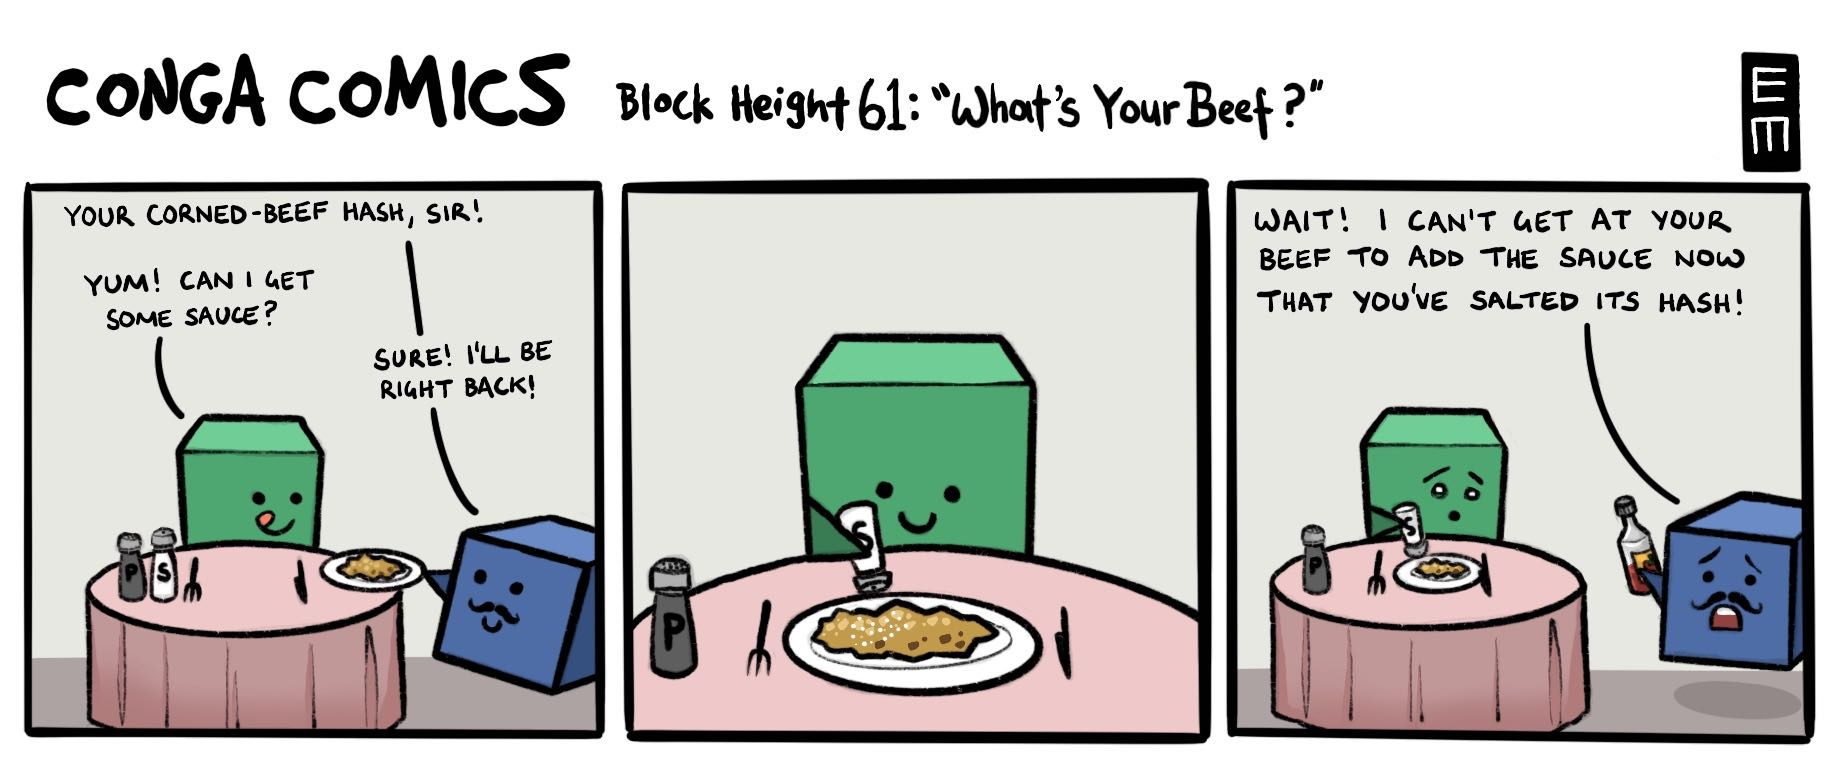 CONGA COMICS Block Height 61: "What's Your Beef?"
YOUR CORNED-BEEF HASH, SIR!
YUM! CAN I GET
SOME SAUCE?
SURE! I'LL BE
RIGHT BACK!
P
S
S
P
WAIT! I CAN'T GET AT YOUR
BEEF TO ADD THE SAUCE NOW
THAT YOU'VE SALTED ITS HASH!
S
P